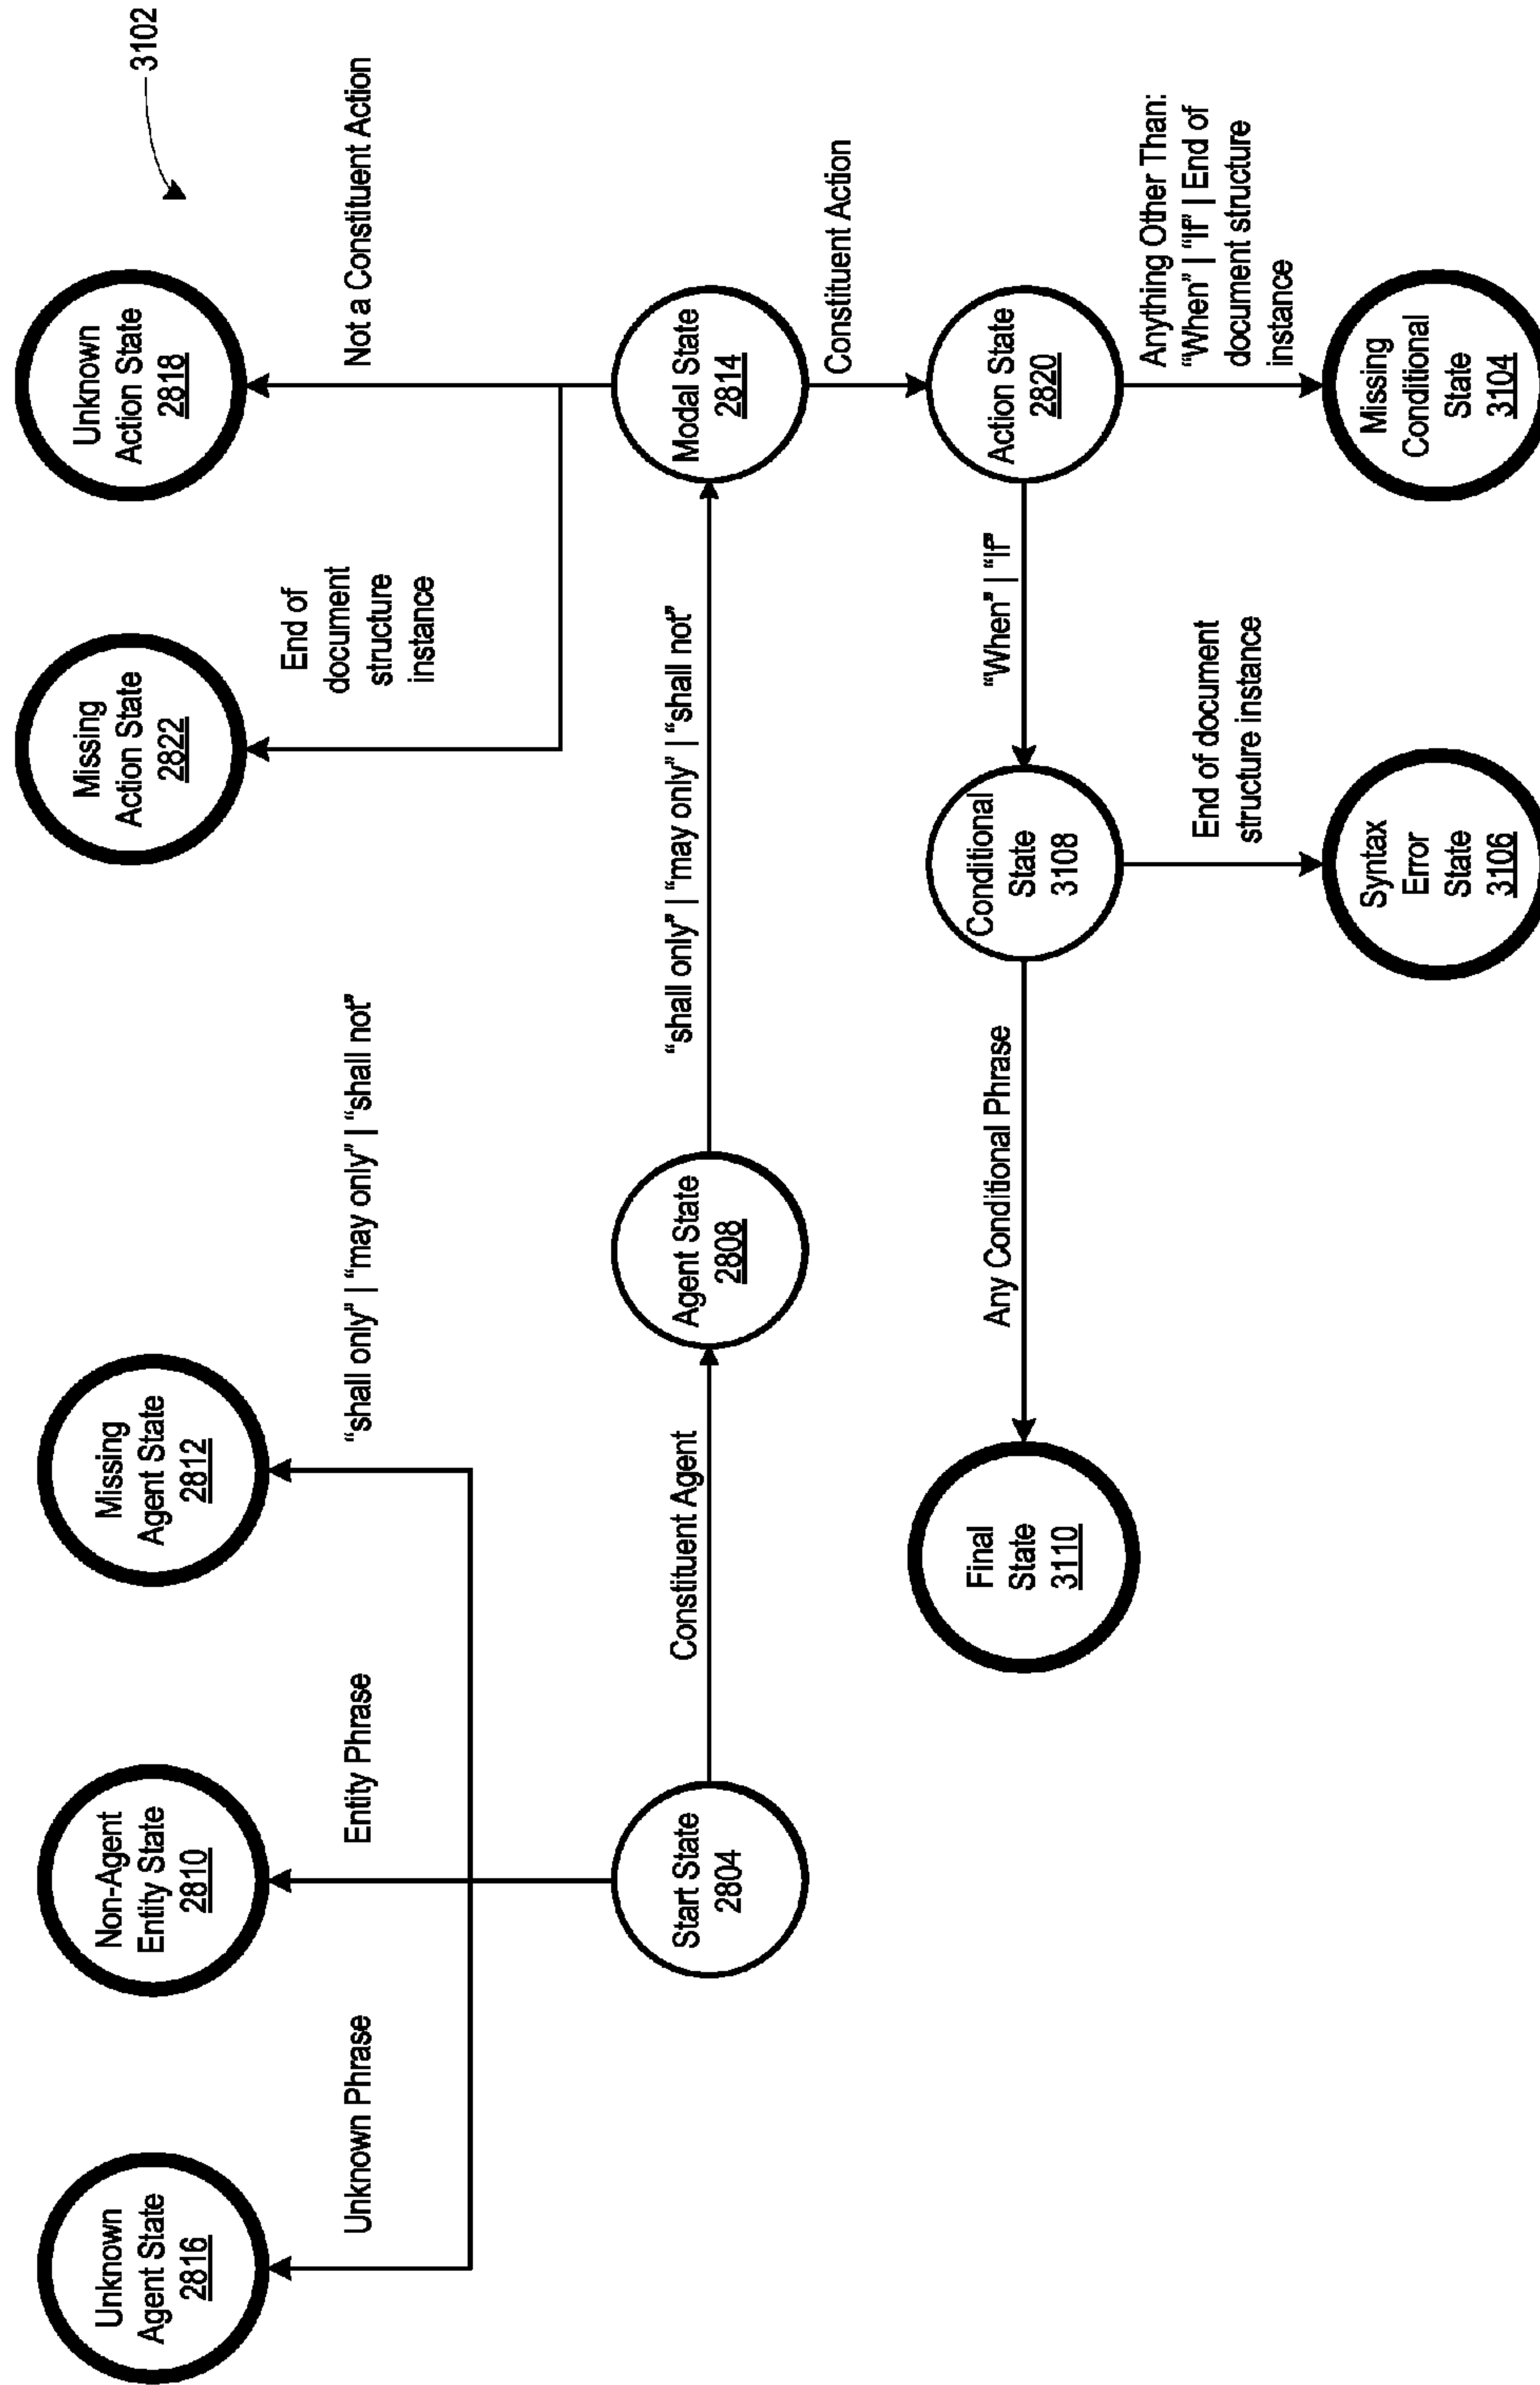 3102
Unknown
Agent State
2816
Non-Agent
Entity State
2810
Missing
Agent State
2812
Missing
Action State
2822
Unknown
Action State
2818
Unknown Phrase
Entity Phrase
“shall only” | “may only” | “shall not”
End of
document
structure
instance
Not a Constituent Action
Start State
2804
Constituent Agent
Agent State
2808
“shall only” | “may only” | “shall not”
Modal State
2814
Constituent Action
Final
State
3110
Any Conditional Phrase
Conditional
State
3108
“When” | “If”
Action State
2820
End of document
structure instance
Anything Other Than:
“When” | “If” | End of
document structure
instance
Syntax
Error
State
3106
Missing
Conditional
State
3104